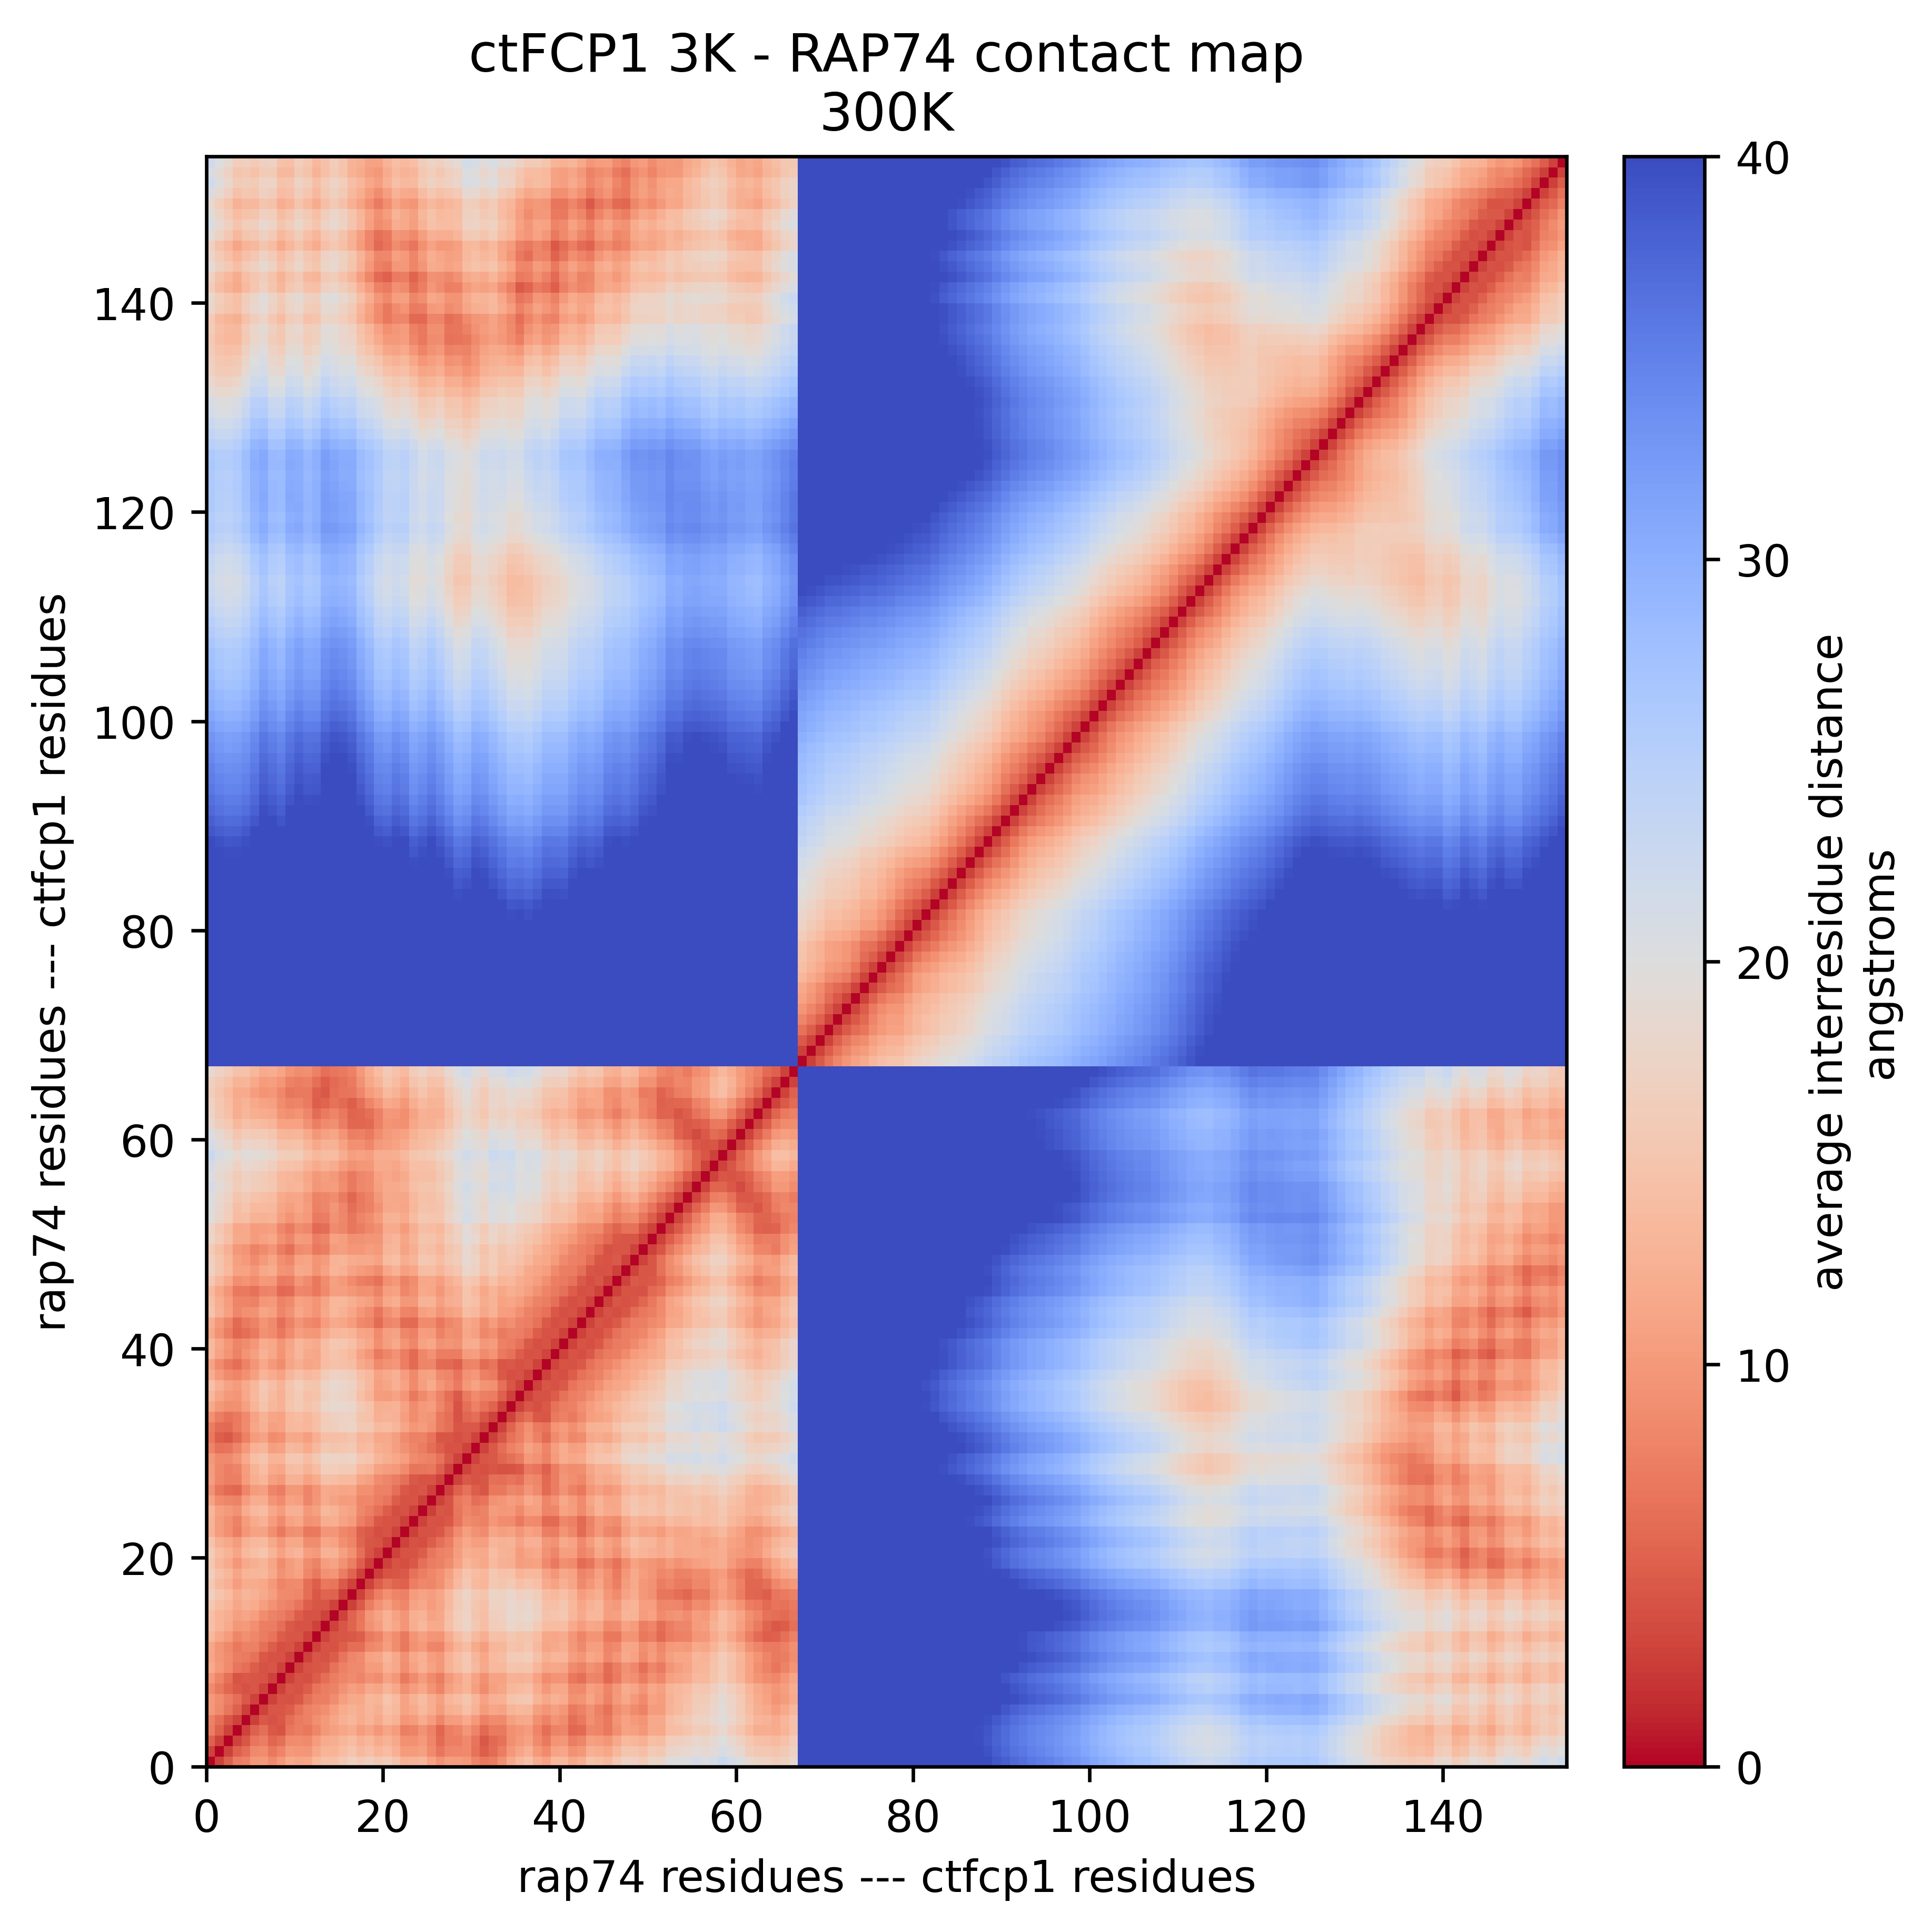 ctFCP1 3K - RAP74 contact map
300K
rap74 residues --- ctfcp1 residues
140
120
100
80
60
40
20
0
0 20 40 60 80 100 120 140
rap74 residues --- ctfcp1 residues
40
30
20
10
0
average interresidue distance
angstroms